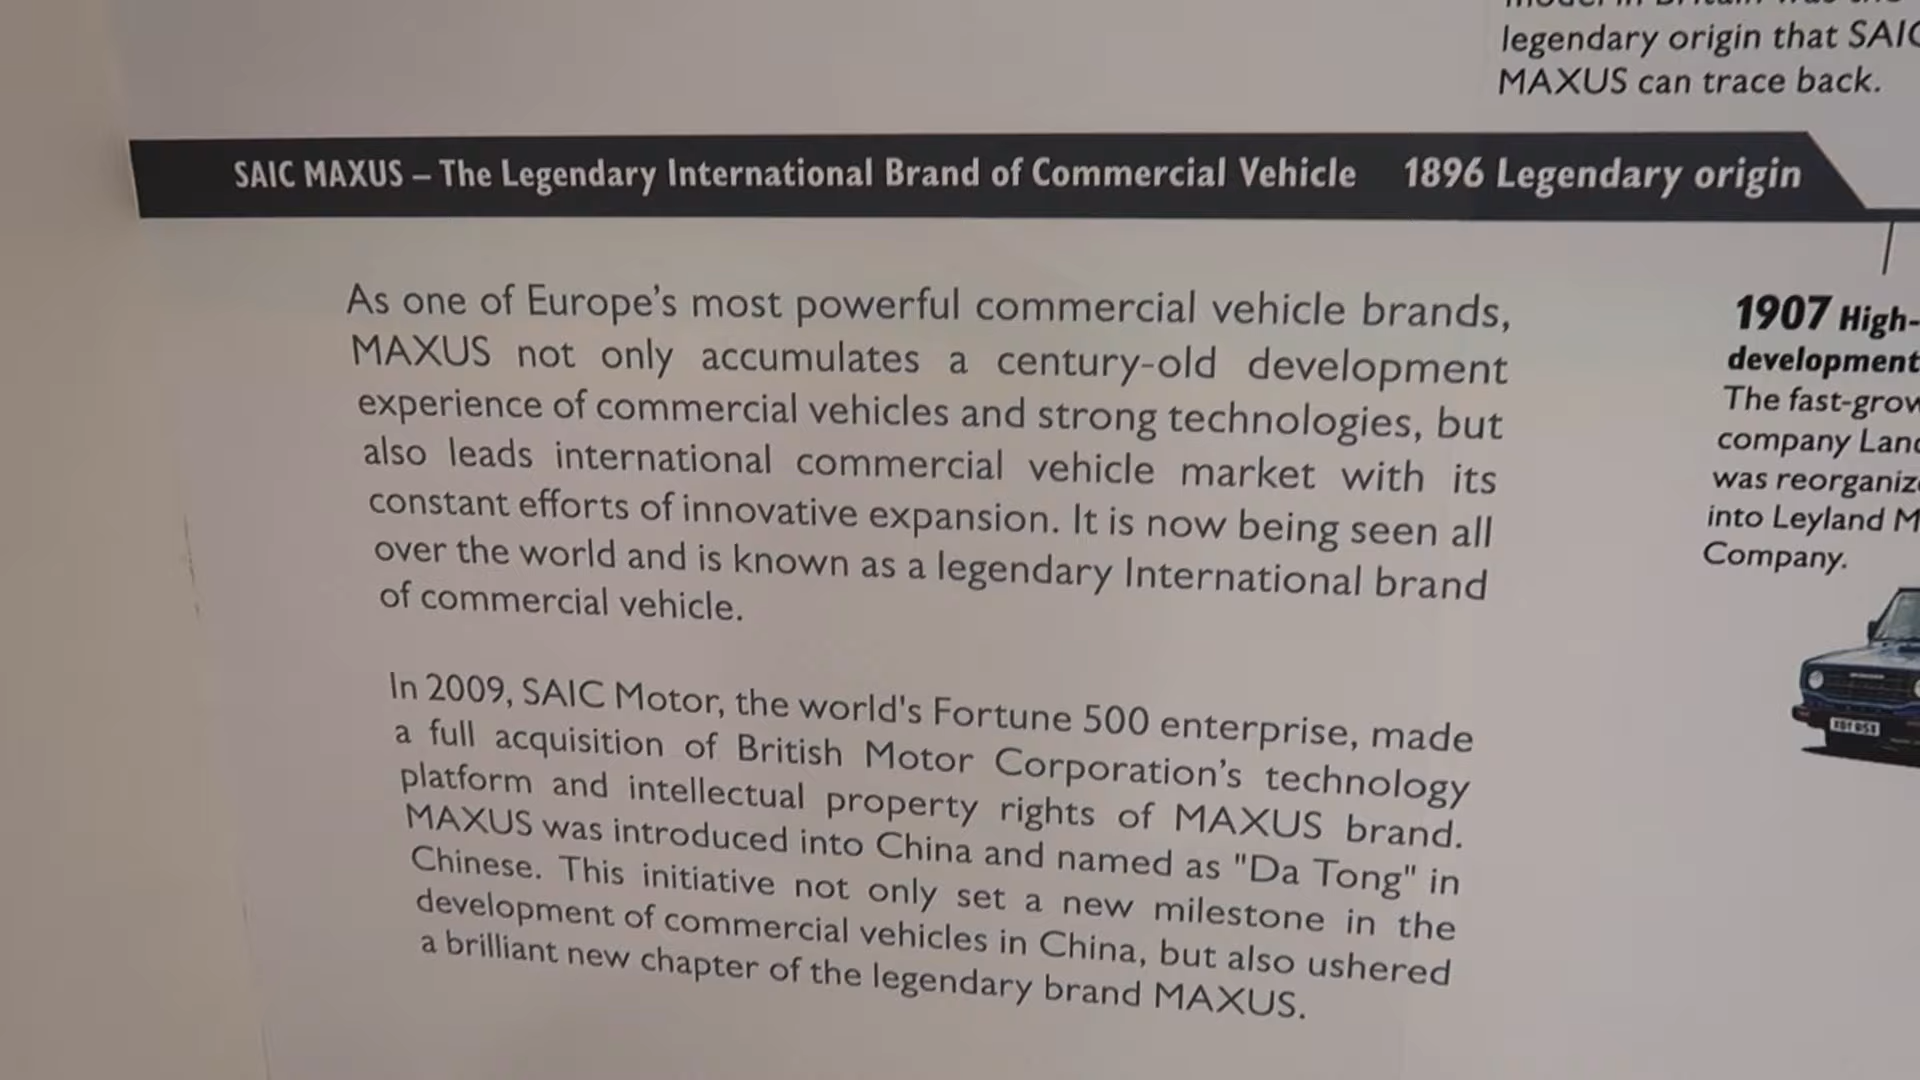 legendary origin that
MAXUS can trace back.
SAIC MAXUS – The Legendary International Brand of Commercial Vehicle 1896 Legendary origin
As one of Europe's most powerful commercial vehicle brands,
MAXUS not only accumulates a century-old development
experience of commercial vehicles and strong technologies, but
also leads international commercial vehicle market with its
constant efforts of innovative expansion. It is now being seen all
over the world and is known as a legendary International brand
of commercial vehicle.
In 2009, SAIC Motor, the world's Fortune 500 enterprise, made
a full acquisition of British Motor Corporation's technology
platform and intellectual property rights of MAXUS brand.
MAXUS was introduced into China and named as "Da Tong" in
Chinese. This initiative not only set a new milestone in the
development of commercial vehicles in China, but also ushered
a brilliant new chapter of the legendary brand MAXUS.
1907 High-
development
The
company
was
into Leyland
Company.